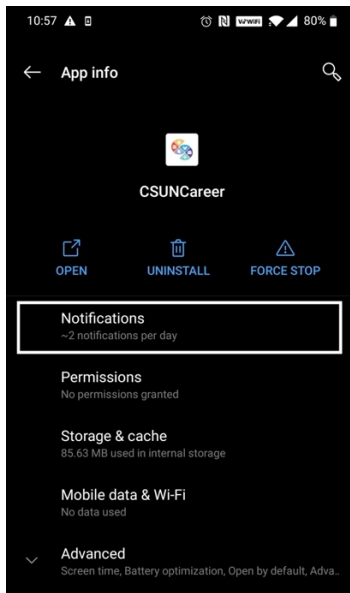 10:57 80%
App info
CSUNCareer
OPEN UNINSTALL FORCE STOP
Notifications
~2 notifications per day
Permissions
No permissions granted
Storage & cache
85.63 MB used in internal storage
Mobile data & Wi-Fi
No data used
Advanced
Screen time, Battery optimization, Open by default, Adva..